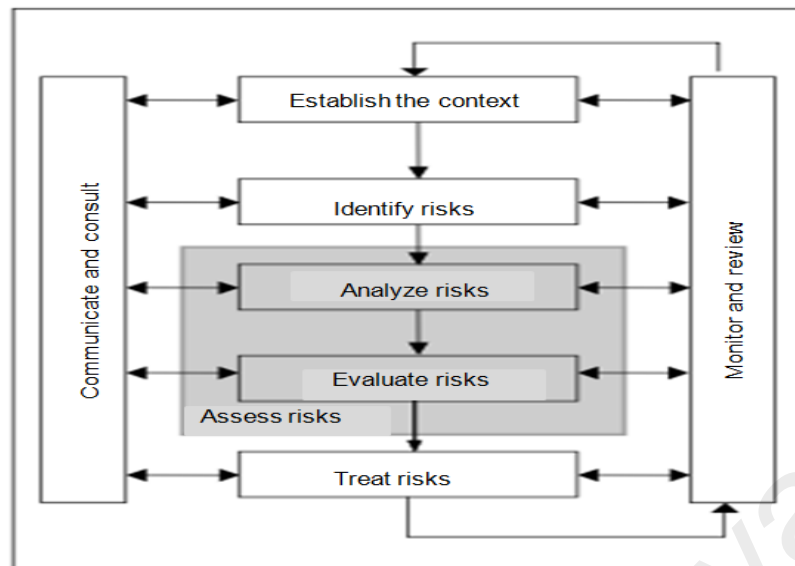 Establish the context
Identify risks
Analyze risks
Evaluate risks
Assess risks
Treat risks
Communicate and consult
Monitor and review